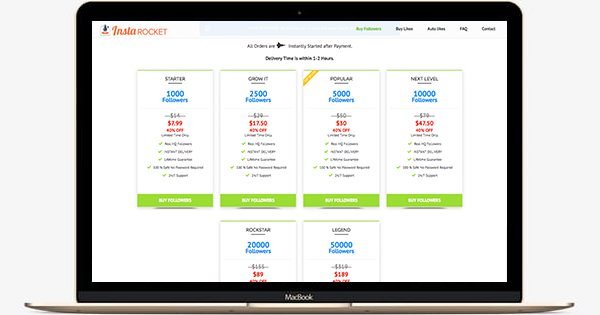 Insta ROCKET
Buy Followers Buy Likes Auto Likes FAQ Contact
All Orders are Instantly Started after Payment.
Delivery Time is within 1-2 Hours.
STARTER
1000
Followers
$14
$7.99
40% OFF
Limited Time Only
Real HQ Followers
INSTANT DELIVERY
Lifetime Guarantee
100 % Safe No Password Required
24/7 Support
BUY FOLLOWERS
GROW IT
2500
Followers
$29
$17.50
40% OFF
Limited Time Only
Real HQ Followers
INSTANT DELIVERY
Lifetime Guarantee
100 % Safe No Password Required
24/7 Support
BUY FOLLOWERS
POPULAR
5000
Followers
$50
$30
40% OFF
Limited Time Only
Real HQ Followers
INSTANT DELIVERY
Lifetime Guarantee
100 % Safe No Password Required
24/7 Support
BUY FOLLOWERS
NEXT LEVEL
10000
Followers
$79
$47.50
40% OFF
Limited Time Only
Real HQ Followers
INSTANT DELIVERY
Lifetime Guarantee
100 % Safe No Password Required
24/7 Support
BUY FOLLOWERS
ROCKSTAR
20000
Followers
$155
$89
40% OFF
LEGEND
50000
Followers
$319
$189
40% OFF
MacBook